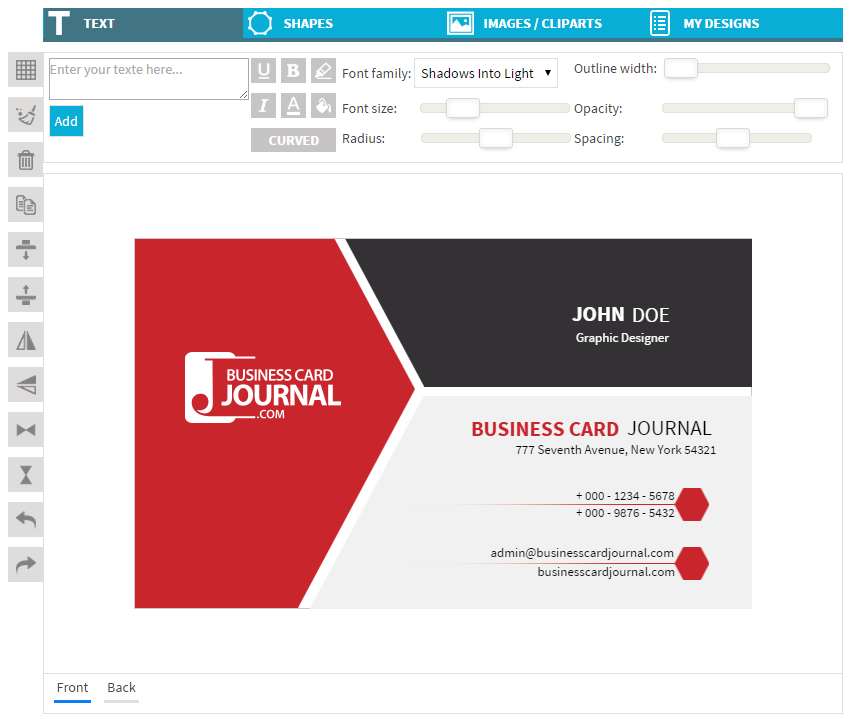 T TEXT SHAPES IMAGES / CLIPARTS MY DESIGNS
Enter your texte here...
U B Font family: Shadows Into Light Outline width:
I A Font size: Opacity:
Add
CURVED Radius: Spacing:
JOHN DOE
Graphic Designer
BUSINESS CARD
JOURNAL
.COM
BUSINESS CARD JOURNAL
777 Seventh Avenue, New York 54321
+ 000 - 1234 - 5678
+ 000 - 9876 - 5432
admin@businesscardjournal.com
businesscardjournal.com
Front Back